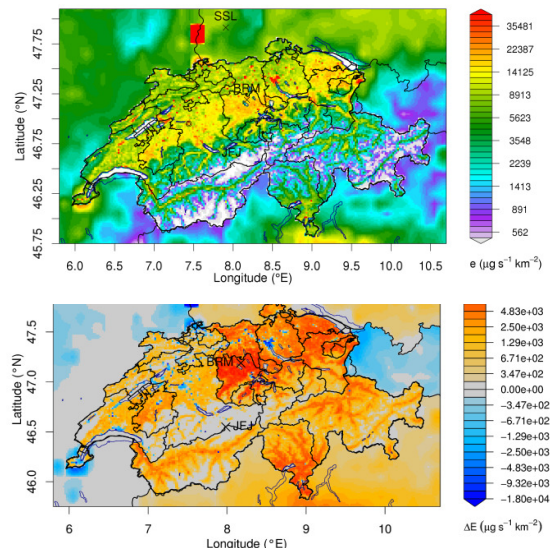 SSL
BRM
JFJ
47.75
47.25
46.75
46.25
45.75
Latitude (°N)
6.0 6.5 7.0 7.5 8.0 8.5 9.0 9.5 10.0 10.5
Longitude (°E)
35481
22387
14125
8913
5624
3548
2239
1413
891
562
e (μg s⁻¹ km⁻²)
BRM
JFJ
47.5
47.0
46.5
46.0
Latitude (°N)
6 7 8 9 10
Longitude (°E)
4.83e+03
2.50e+03
1.29e+03
6.71e+02
3.47e+02
0.00e+00
−3.47e+02
−6.71e+02
−1.29e+03
−2.50e+03
−4.83e+03
−9.32e+03
−1.80e+04
ΔE (μg s⁻¹ km⁻²)